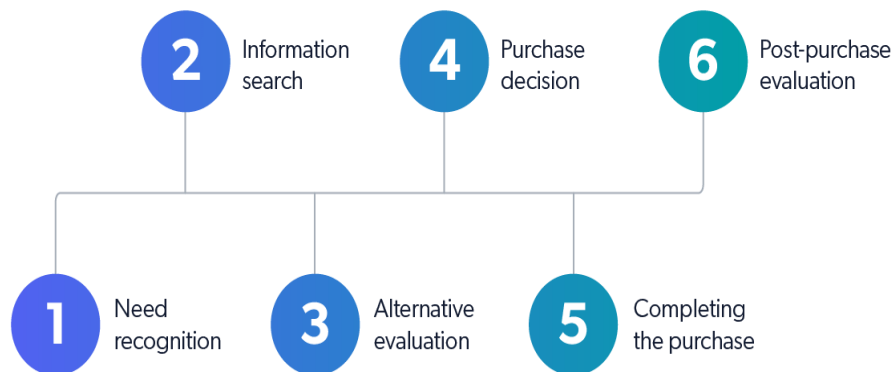 1
Need
recognition
2
Information
search
3
Alternative
evaluation
4
Purchase
decision
5
Completing
the purchase
6
Post-purchase
evaluation